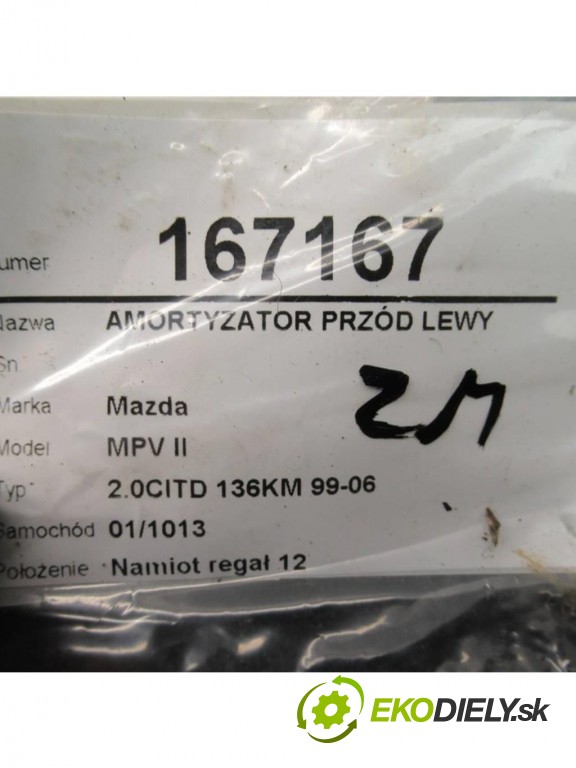 umer 167167
Nazwa AMORTYZATOR PRZÓD LEWY
Sn
Marka Mazda
Model MPV II
Typ 2.0CITD 136KM 99-06
Samochód 01/1013
Położenie Namiot regał 12
EKODIELY.sk